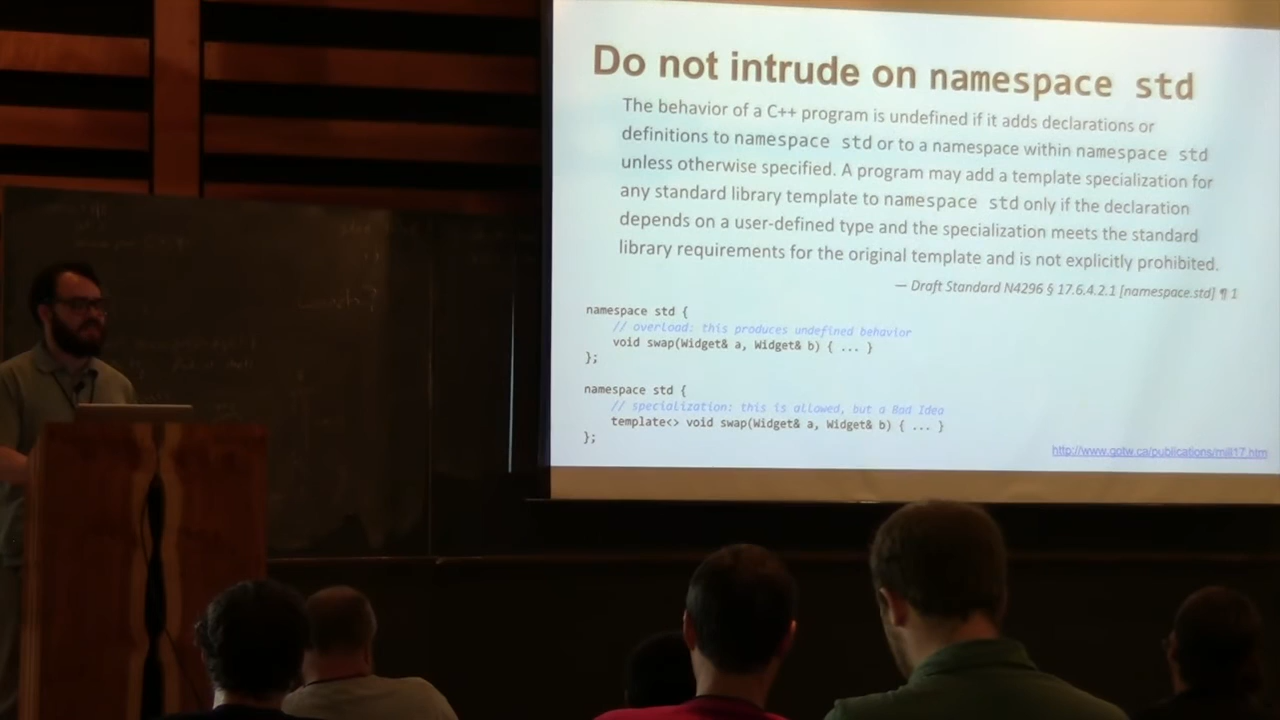 Do not intrude on namespace std
The behavior of a C++ program is undefined if it adds declarations or
definitions to namespace std or to a namespace within namespace std
unless otherwise specified. A program may add a template specialization for
any standard library template to namespace std only if the declaration
depends on a user-defined type and the specialization meets the standard
library requirements for the original template and is not explicitly prohibited.
— Draft Standard N4296 § 17.6.4.2.1 [namespace.std] ¶ 1
namespace std {
// overload: this produces undefined behavior
void swap(Widget& a, Widget& b) { ... }
};
namespace std {
// specialization: this is allowed, but a Bad Idea
template<> void swap(Widget& a, Widget& b) { ... }
};
http://www.gotw.ca/publications/mill17.htm